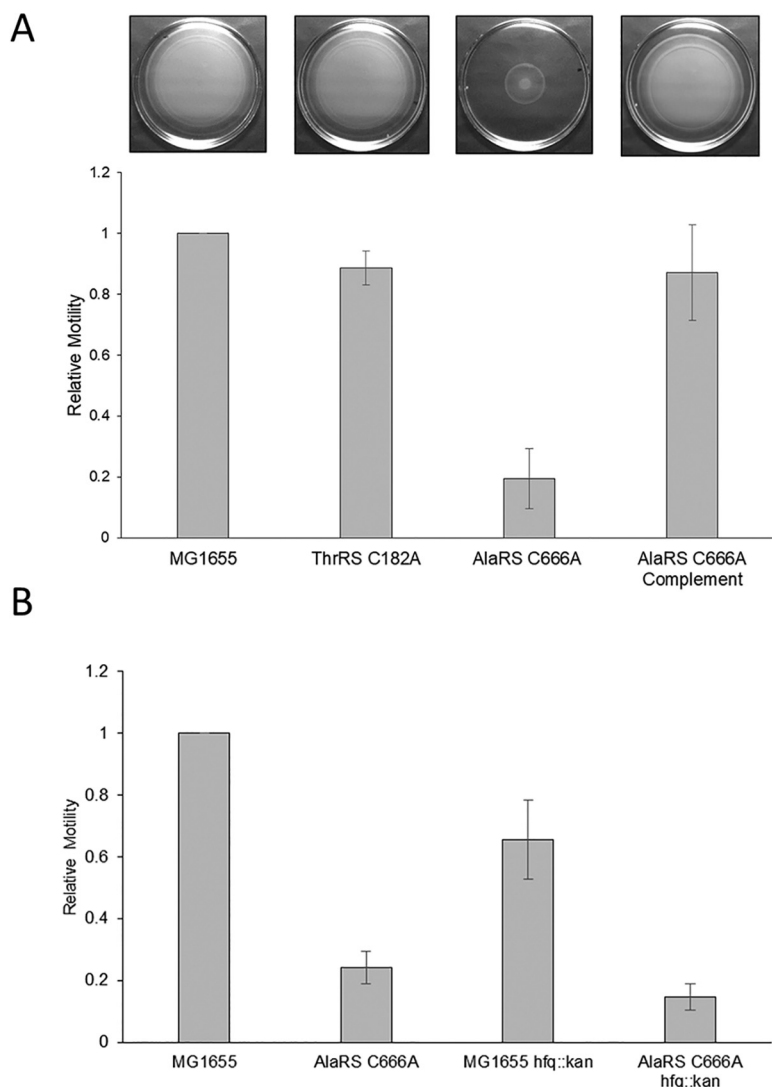 A
1.2
1
0.8
0.6
0.4
0.2
0
Relative Motility
MG1655
ThrRS C182A
AlaRS C666A
AlaRS C666A
Complement
B
1.2
1
0.8
0.6
0.4
0.2
0
Relative Motility
MG1655
AlaRS C666A
MG1655 hfq::kan
AlaRS C666A
hfq::kan